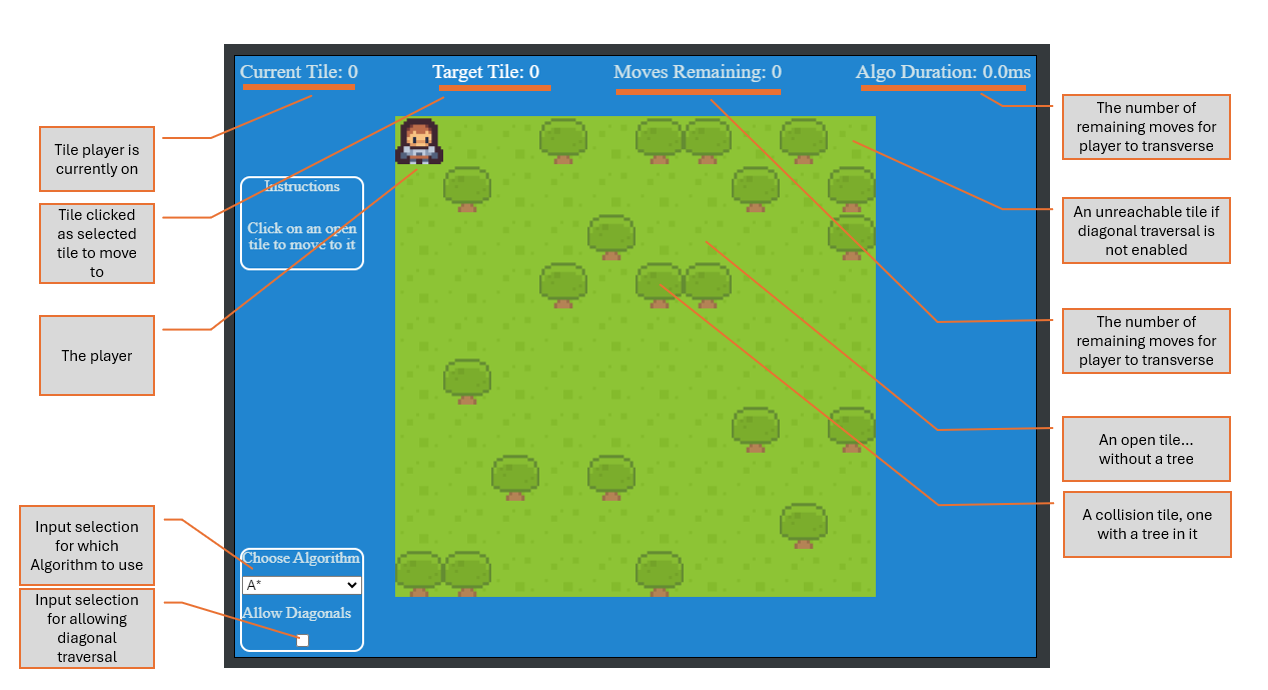 Current Tile: 0
Target Tile: 0
Moves Remaining: 0
Algo Duration: 0.0ms
Tile player is
currently on
Tile clicked
as selected
tile to move
to
The player
Input selection
for which
Algorithm to use
Input selection
for allowing
diagonal
traversal
Instructions
Click on an open
tile to move to it
Choose Algorithm
A*
Allow Diagonals
The number of
remaining moves for
player to transverse
An unreachable tile if
diagonal traversal is
not enabled
The number of
remaining moves for
player to transverse
An open tile...
without a tree
A collision tile, one
with a tree in it